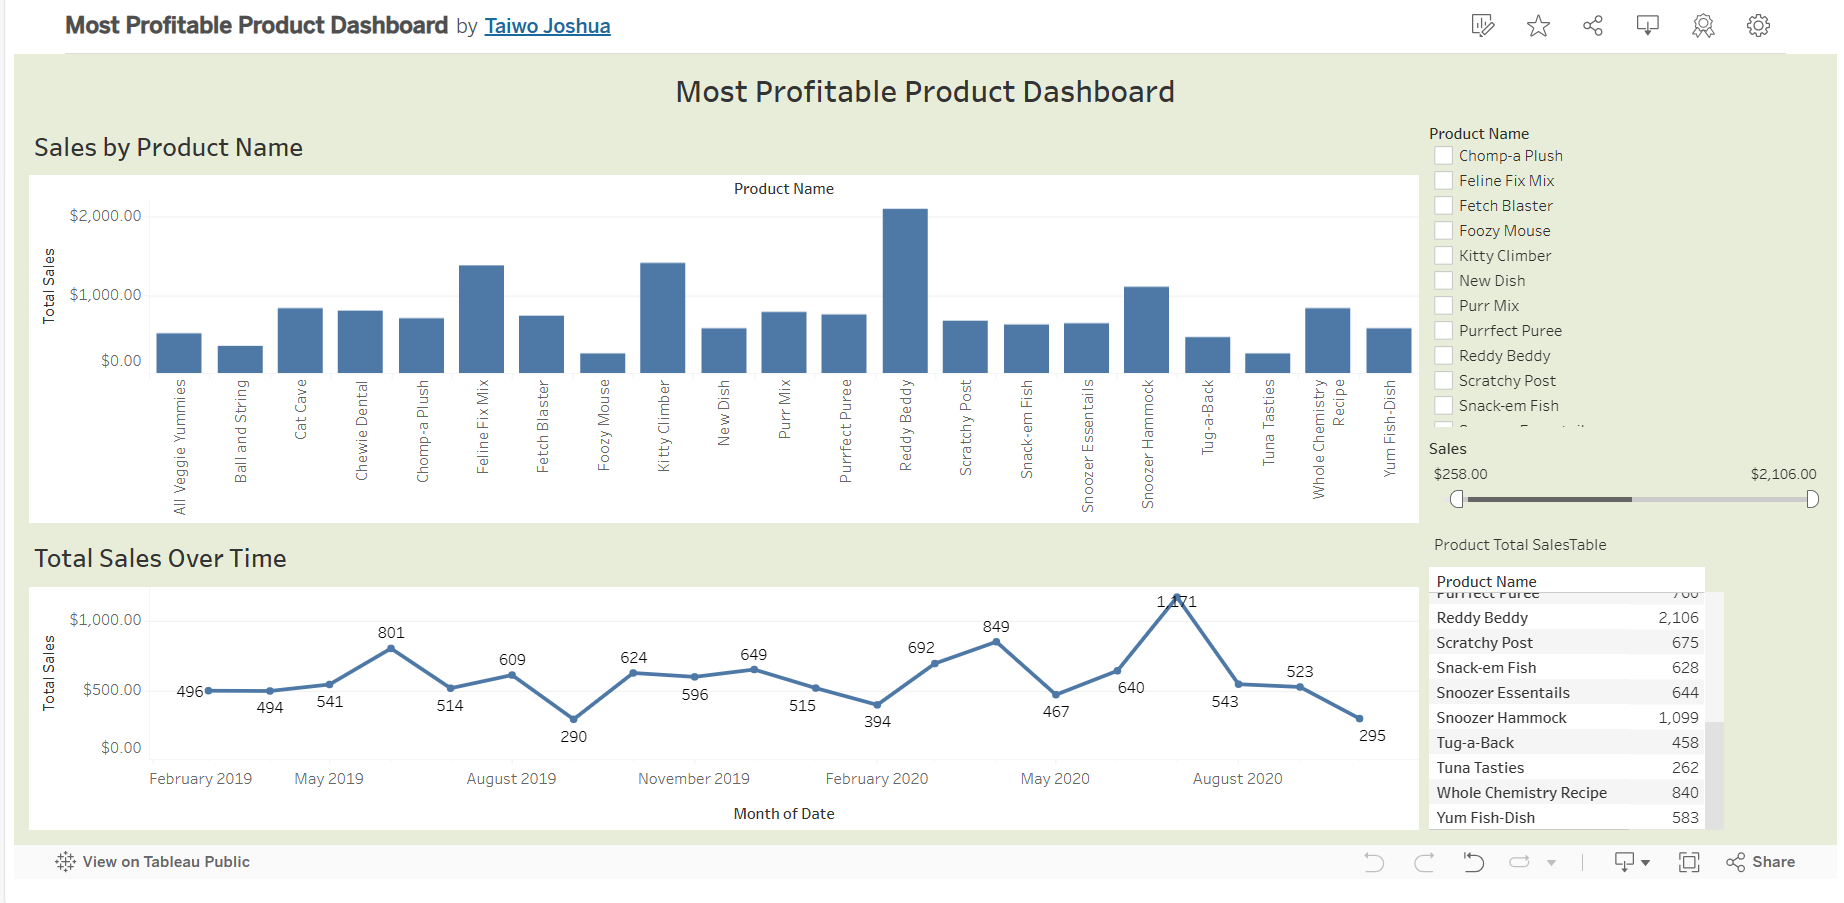 Most Profitable Product Dashboard by Taiwo Joshua
Most Profitable Product Dashboard
Sales by Product Name
Product Name
Total Sales
$2,000.00
$1,000.00
$0.00
All Veggie Yummies
Ball and String
Cat Cave
Chewie Dental
Chomp-a Plush
Feline Fix Mix
Fetch Blaster
Foozy Mouse
Kitty Climber
New Dish
Purr Mix
Purrfect Puree
Reddy Beddy
Scratchy Post
Snack-em Fish
Snoozer Essentails
Snoozer Hammock
Tug-a-Back
Tuna Tasties
Whole Chemistry
Recipe
Yum Fish-Dish
Product Name
Chomp-a Plush
Feline Fix Mix
Fetch Blaster
Foozy Mouse
Kitty Climber
New Dish
Purr Mix
Purrfect Puree
Reddy Beddy
Scratchy Post
Snack-em Fish
Sales
$258.00 $2,106.00
Total Sales Over Time
Total Sales
$1,000.00
$500.00
$0.00
496
494
541
801
514
609
290
624
596
649
515
394
692
849
467
640
1,171
543
523
295
February 2019
May 2019
August 2019
November 2019
February 2020
May 2020
August 2020
Month of Date
Product Total SalesTable
Product Name
Purrfect Puree 760
Reddy Beddy 2,106
Scratchy Post 675
Snack-em Fish 628
Snoozer Essentails 644
Snoozer Hammock 1,099
Tug-a-Back 458
Tuna Tasties 262
Whole Chemistry Recipe 840
Yum Fish-Dish 583
View on Tableau Public
Share